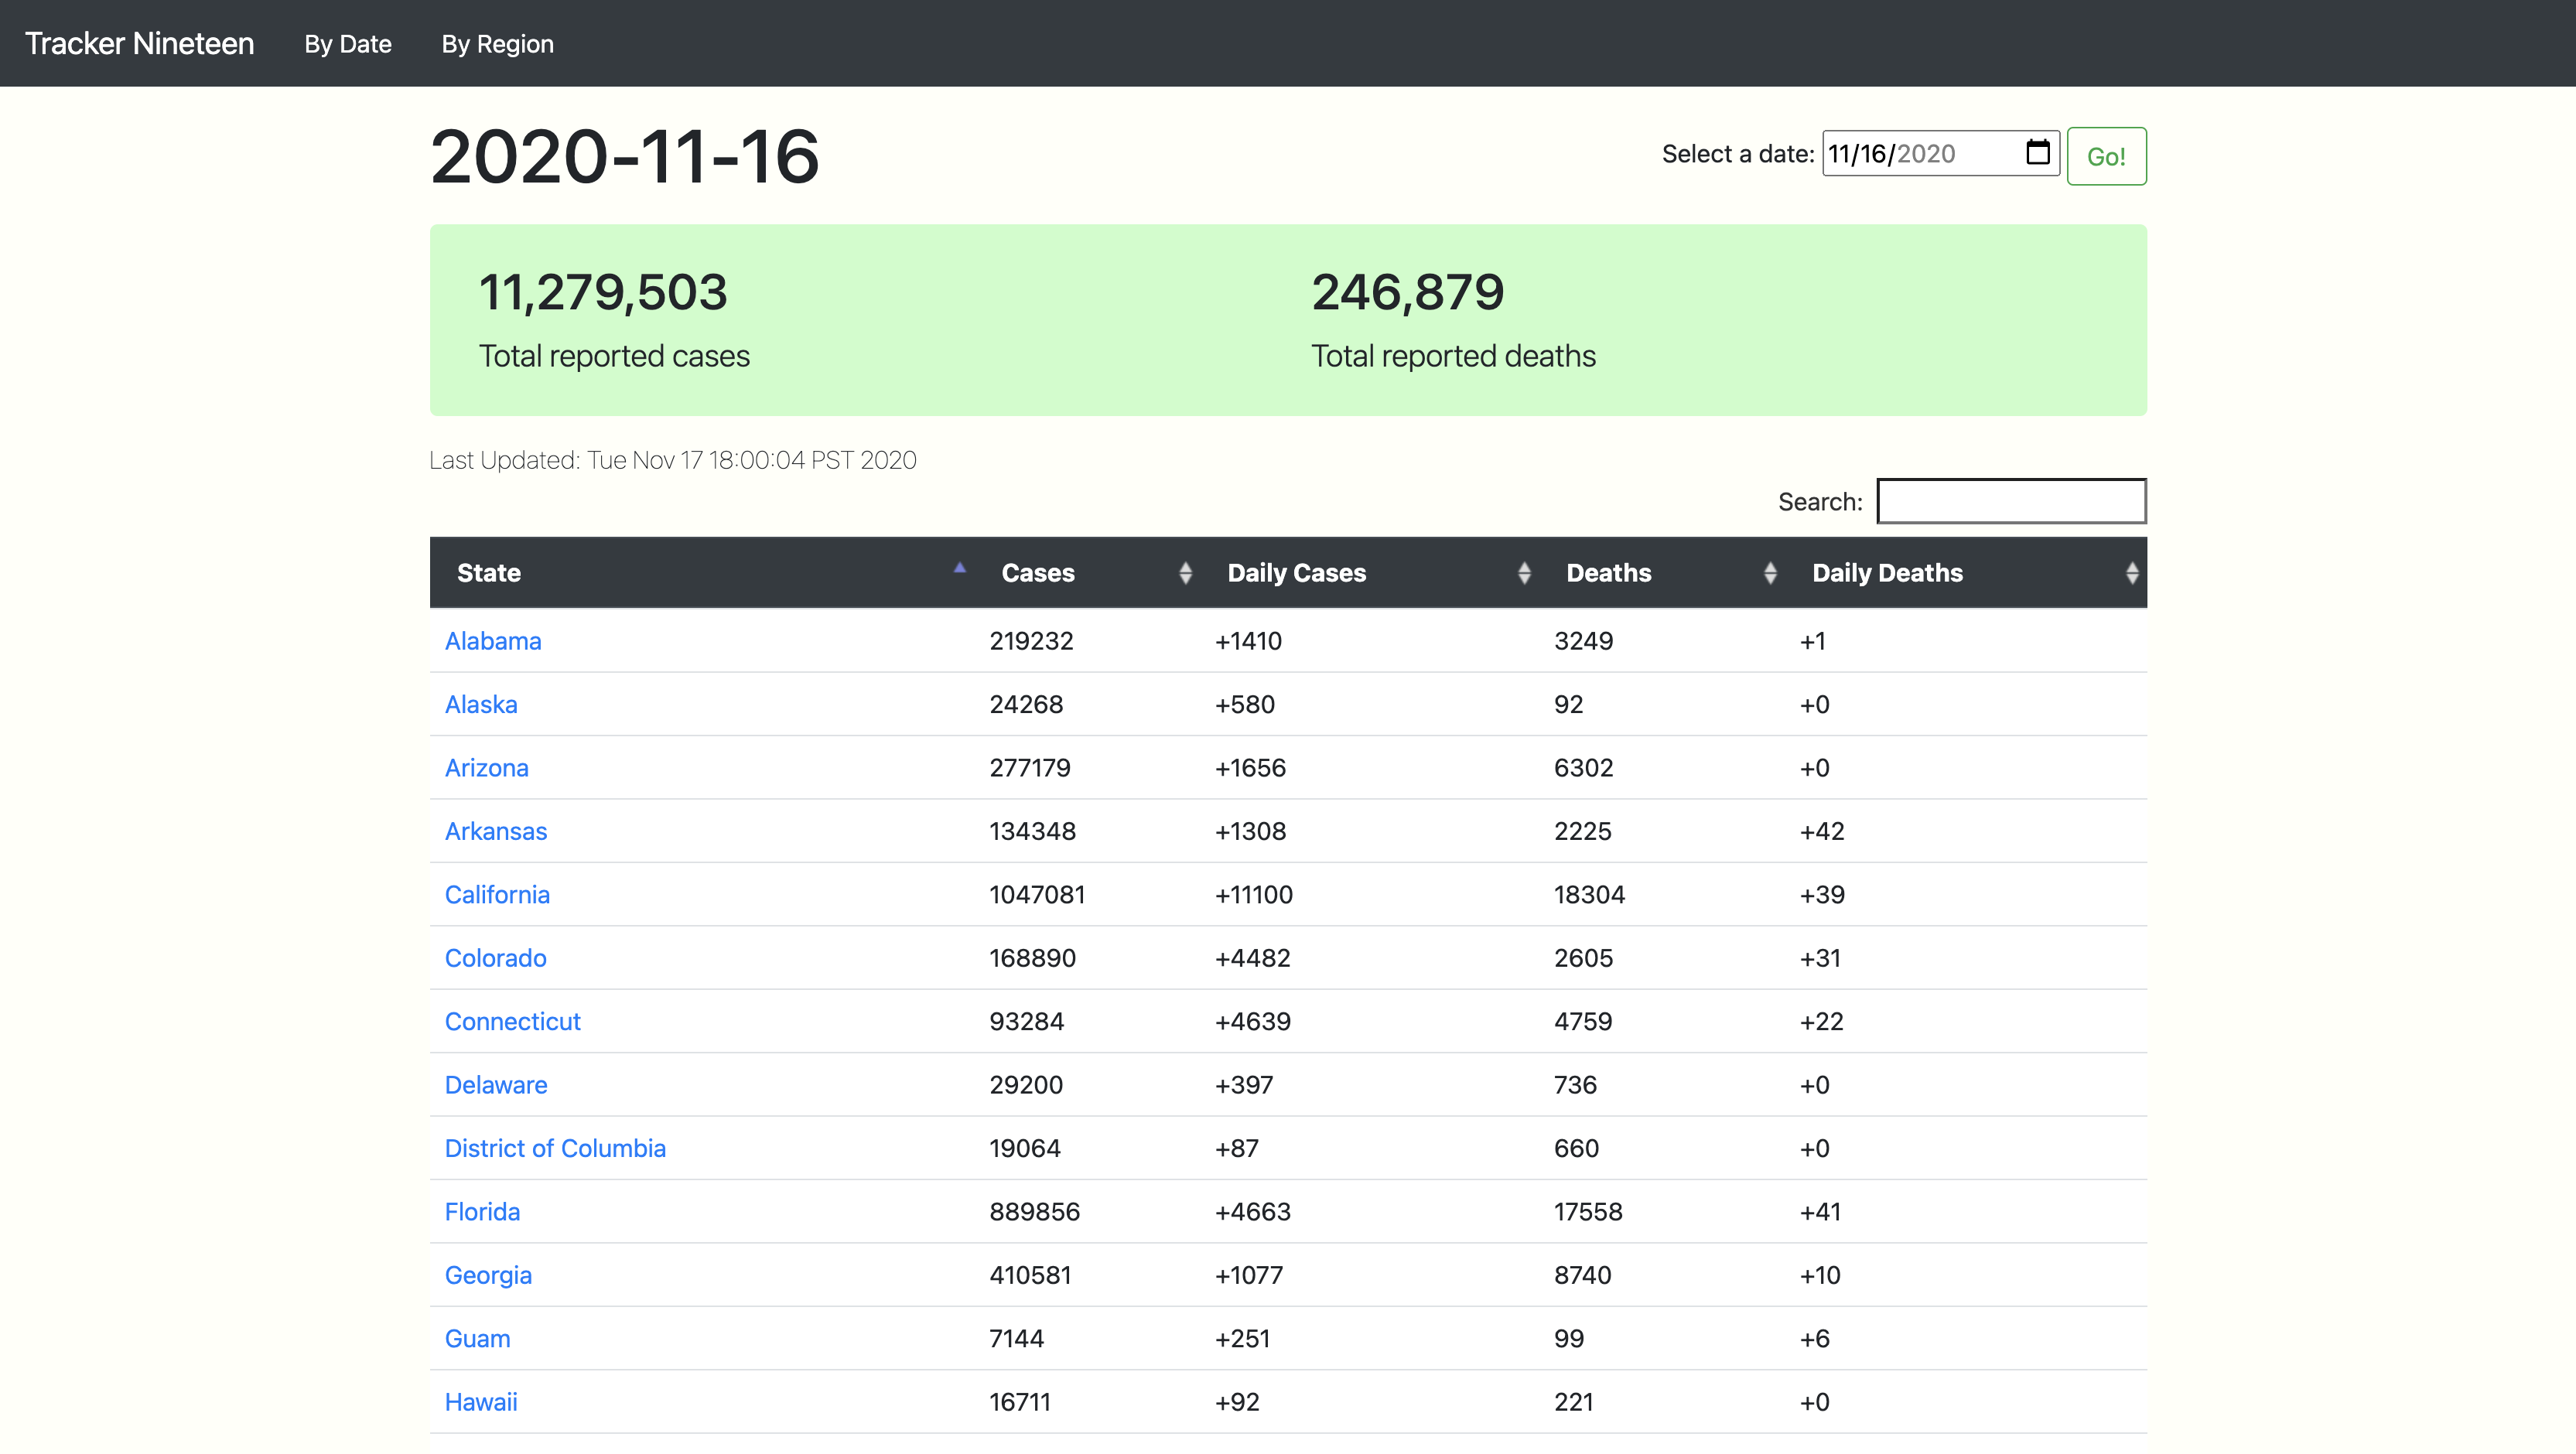 Tracker Nineteen By Date By Region
2020-11-16
Select a date: 11/16/2020 Go!
11,279,503 246,879
Total reported cases Total reported deaths
Last Updated: Tue Nov 17 18:00:04 PST 2020
Search:
State Cases Daily Cases Deaths Daily Deaths
Alabama 219232 +1410 3249 +1
Alaska 24268 +580 92 +0
Arizona 277179 +1656 6302 +0
Arkansas 134348 +1308 2225 +42
California 1047081 +11100 18304 +39
Colorado 168890 +4482 2605 +31
Connecticut 93284 +4639 4759 +22
Delaware 29200 +397 736 +0
District of Columbia 19064 +87 660 +0
Florida 889856 +4663 17558 +41
Georgia 410581 +1077 8740 +10
Guam 7144 +251 99 +6
Hawaii 16711 +92 221 +0